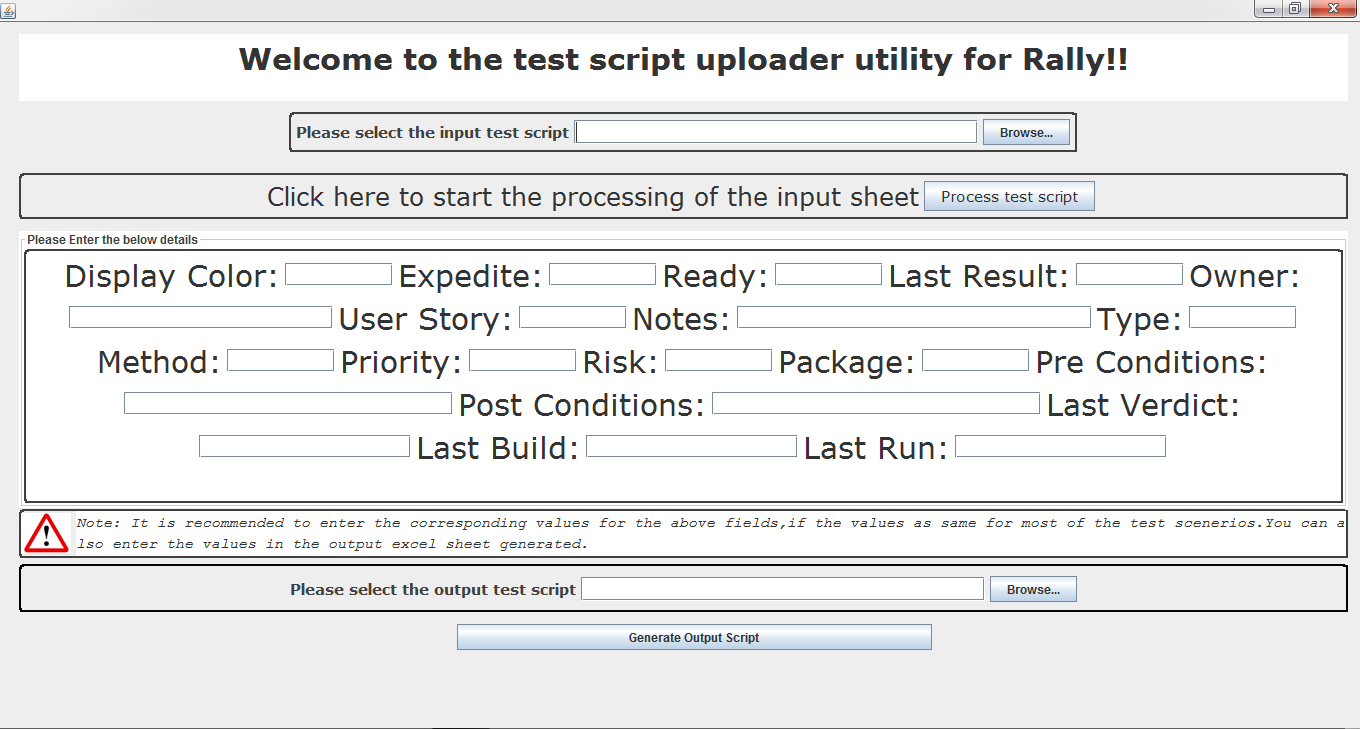 Welcome to the test script uploader utility for Rally!!
Please select the input test script Browse...
Click here to start the processing of the input sheet Process test script
Please Enter the below details
Display Color: Expedite: Ready: Last Result: Owner:
User Story: Notes: Type:
Method: Priority: Risk: Package: Pre Conditions:
Post Conditions: Last Verdict:
Last Build: Last Run:
Note: It is recommended to enter the corresponding values for the above fields,if the values as same for most of the test scenerios.You can a
lso enter the values in the output excel sheet generated.
Please select the output test script Browse...
Generate Output Script